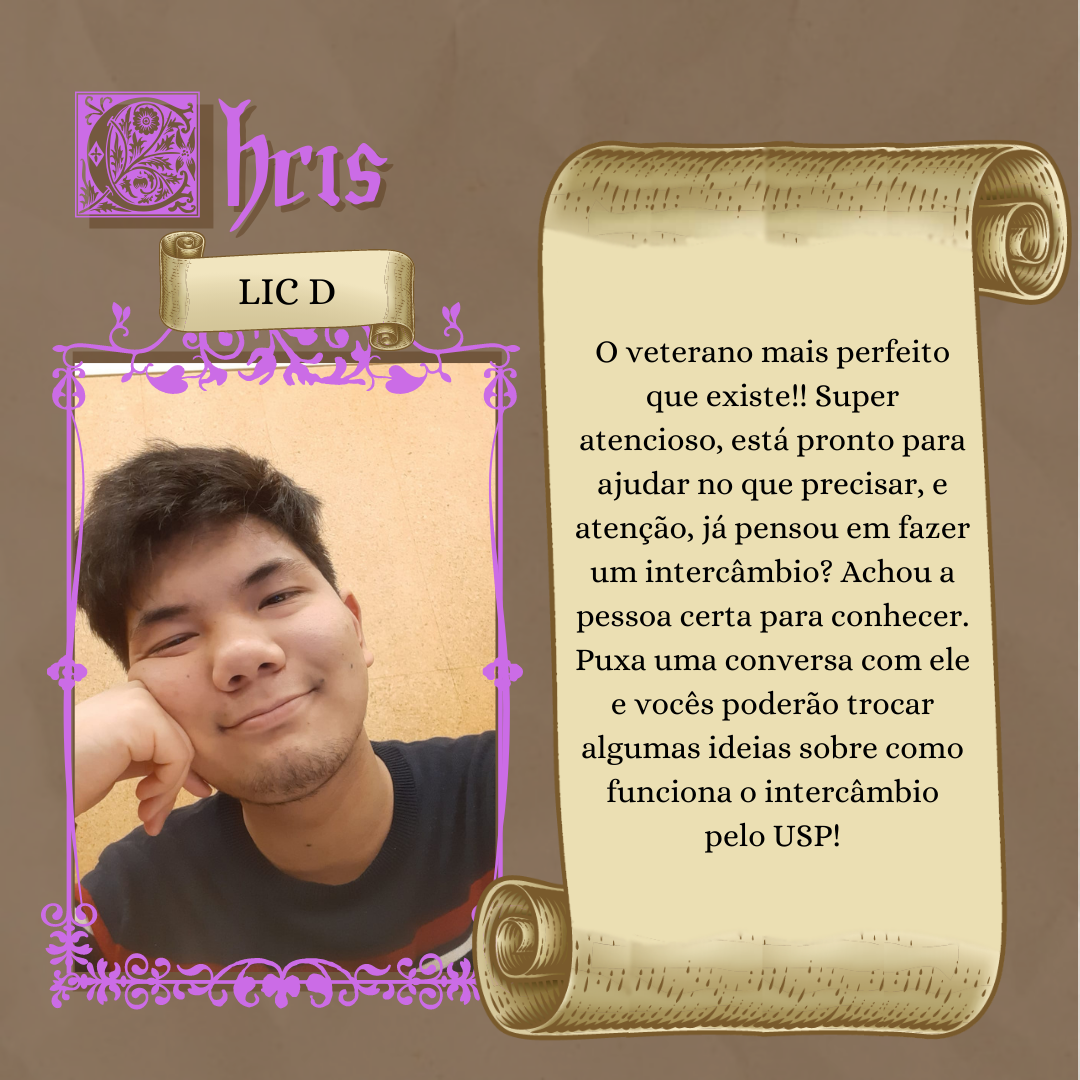 Chris
LIC D
O veterano mais perfeito
que existe!! Super
atencioso, está pronto para
ajudar no que precisar, e
atenção, já pensou em fazer
um intercâmbio? Achou a
pessoa certa para conhecer.
Puxa uma conversa com ele
e vocês poderão trocar
algumas ideias sobre como
funciona o intercâmbio
pelo USP!